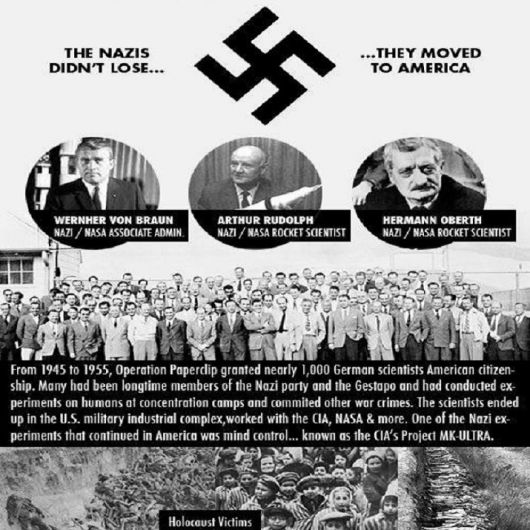 THE NAZIS
DIDN'T LOSE...
...THEY MOVED
TO AMERICA
WERNHER VON BRAUN
NAZI / NASA ASSOCIATE ADMIN.
ARTHUR RUDOLPH
NAZI / NASA ROCKET SCIENTIST
HERMANN OBERTH
NAZI / NASA ROCKET SCIENTIST
From 1945 to 1955, Operation Paperclip granted nearly 1,000 German scientists American citizen-
ship. Many had been longtime members of the Nazi party and the Gestapo and had conducted ex-
periments on humans at concentration camps and commited other war crimes. The scientists ended
up in the U.S. military industrial complex,worked with the CIA, NASA & more. One of the Nazi ex-
periments that continued in America was mind control... known as the CIA's Project MK-ULTRA.
Holocaust Victims